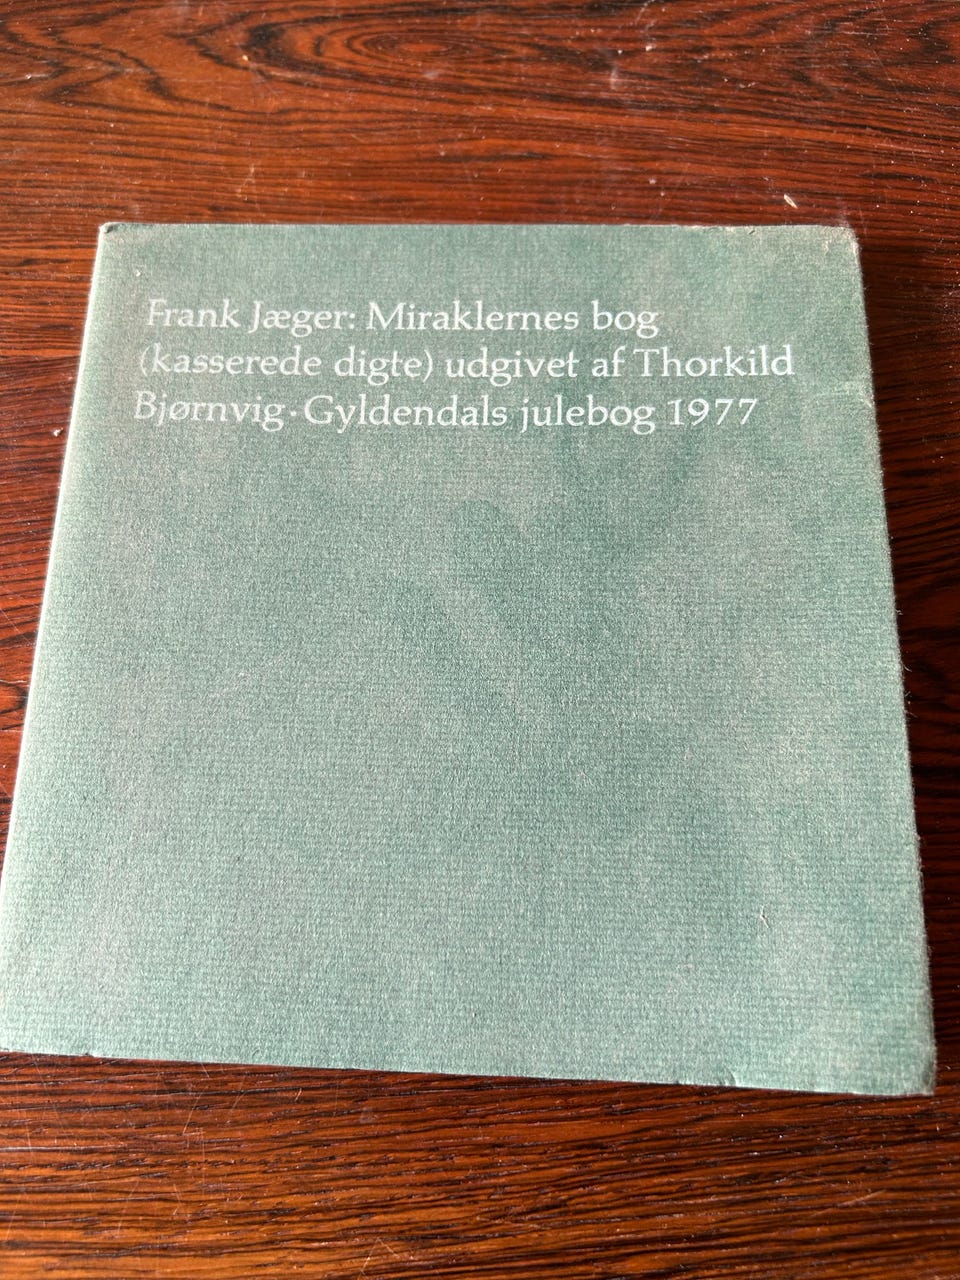 Frank Jæger: Miraklernes bog
(kasserede digte) udgivet af Thorkild
Bjørnvig · Gyldendals julebog 1977